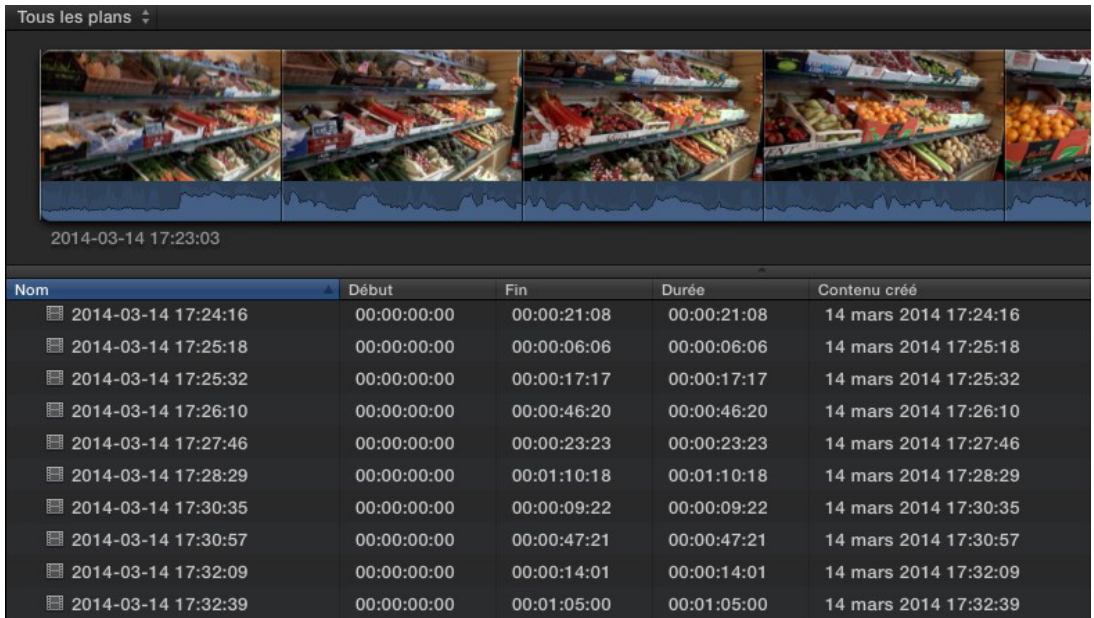 Tous les plans
2014-03-14 17:23:03
Nom Début Fin Durée Contenu créé
2014-03-14 17:24:16 00:00:00:00 00:00:21:08 00:00:21:08 14 mars 2014 17:24:16
2014-03-14 17:25:18 00:00:00:00 00:00:06:06 00:00:06:06 14 mars 2014 17:25:18
2014-03-14 17:25:32 00:00:00:00 00:00:17:17 00:00:17:17 14 mars 2014 17:25:32
2014-03-14 17:26:10 00:00:00:00 00:00:46:20 00:00:46:20 14 mars 2014 17:26:10
2014-03-14 17:27:46 00:00:00:00 00:00:23:23 00:00:23:23 14 mars 2014 17:27:46
2014-03-14 17:28:29 00:00:00:00 00:01:10:18 00:01:10:18 14 mars 2014 17:28:29
2014-03-14 17:30:35 00:00:00:00 00:00:09:22 00:00:09:22 14 mars 2014 17:30:35
2014-03-14 17:30:57 00:00:00:00 00:00:47:21 00:00:47:21 14 mars 2014 17:30:57
2014-03-14 17:32:09 00:00:00:00 00:00:14:01 00:00:14:01 14 mars 2014 17:32:09
2014-03-14 17:32:39 00:00:00:00 00:01:05:00 00:01:05:00 14 mars 2014 17:32:39